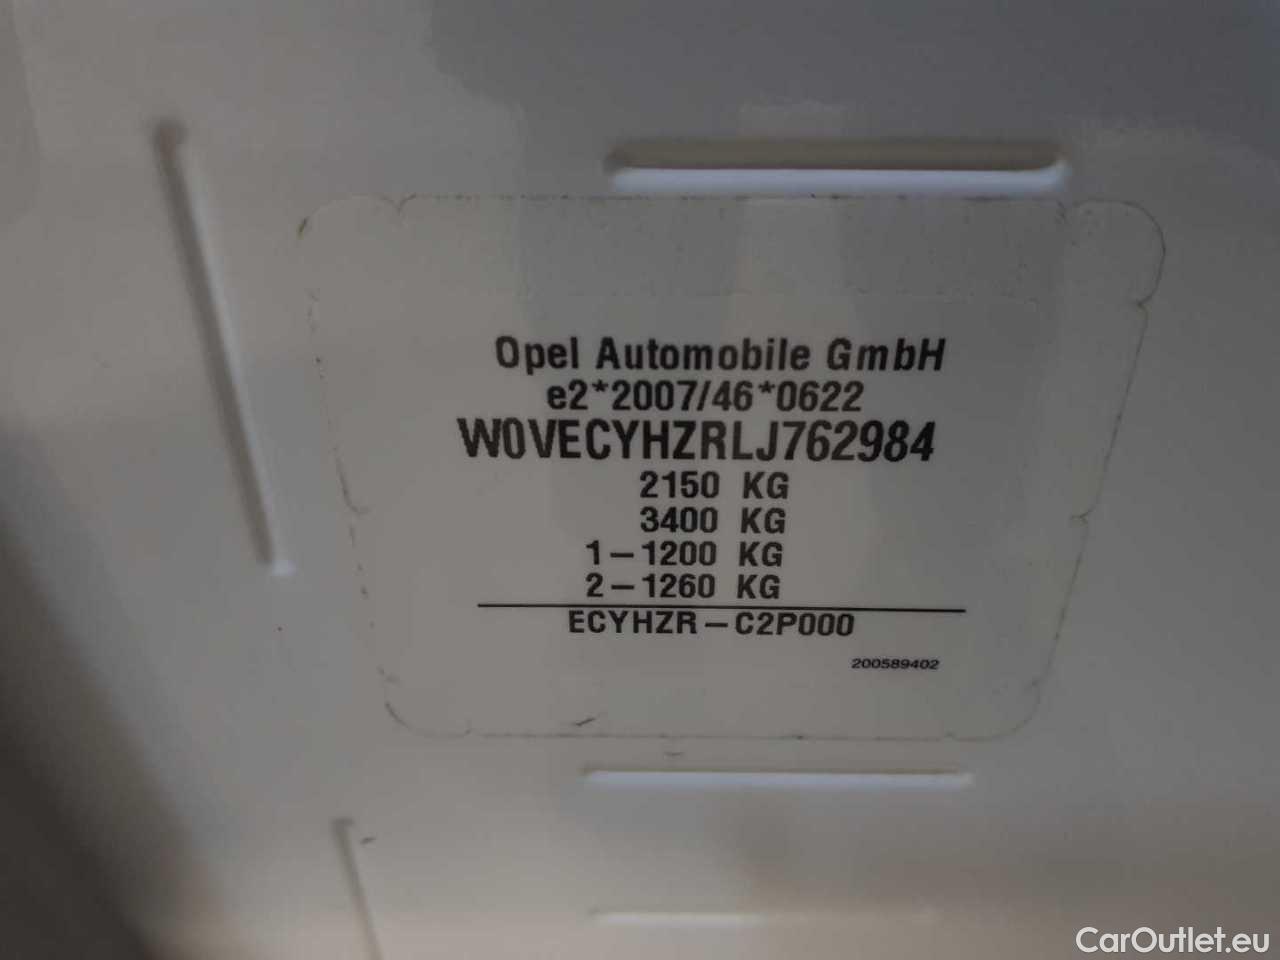 Opel Automobile GmbH
e2*2007/46*0622
W0VECYHZRLJ762984
2150 KG
3400 KG
1-1200 KG
2-1260 KG
ECYHZR-C2P000
200589402
CarOutlet.eu